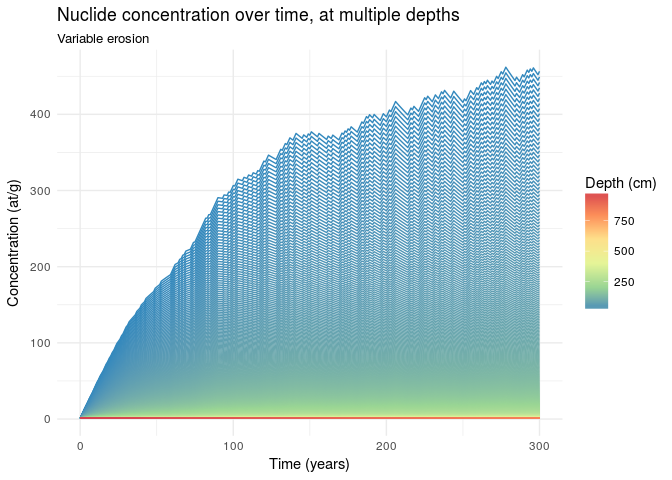 Nuclide concentration over time, at multiple depths
Variable erosion
Concentration (at/g)
400
300
200
100
0
0 100 200 300
Time (years)
Depth (cm)
750
500
250